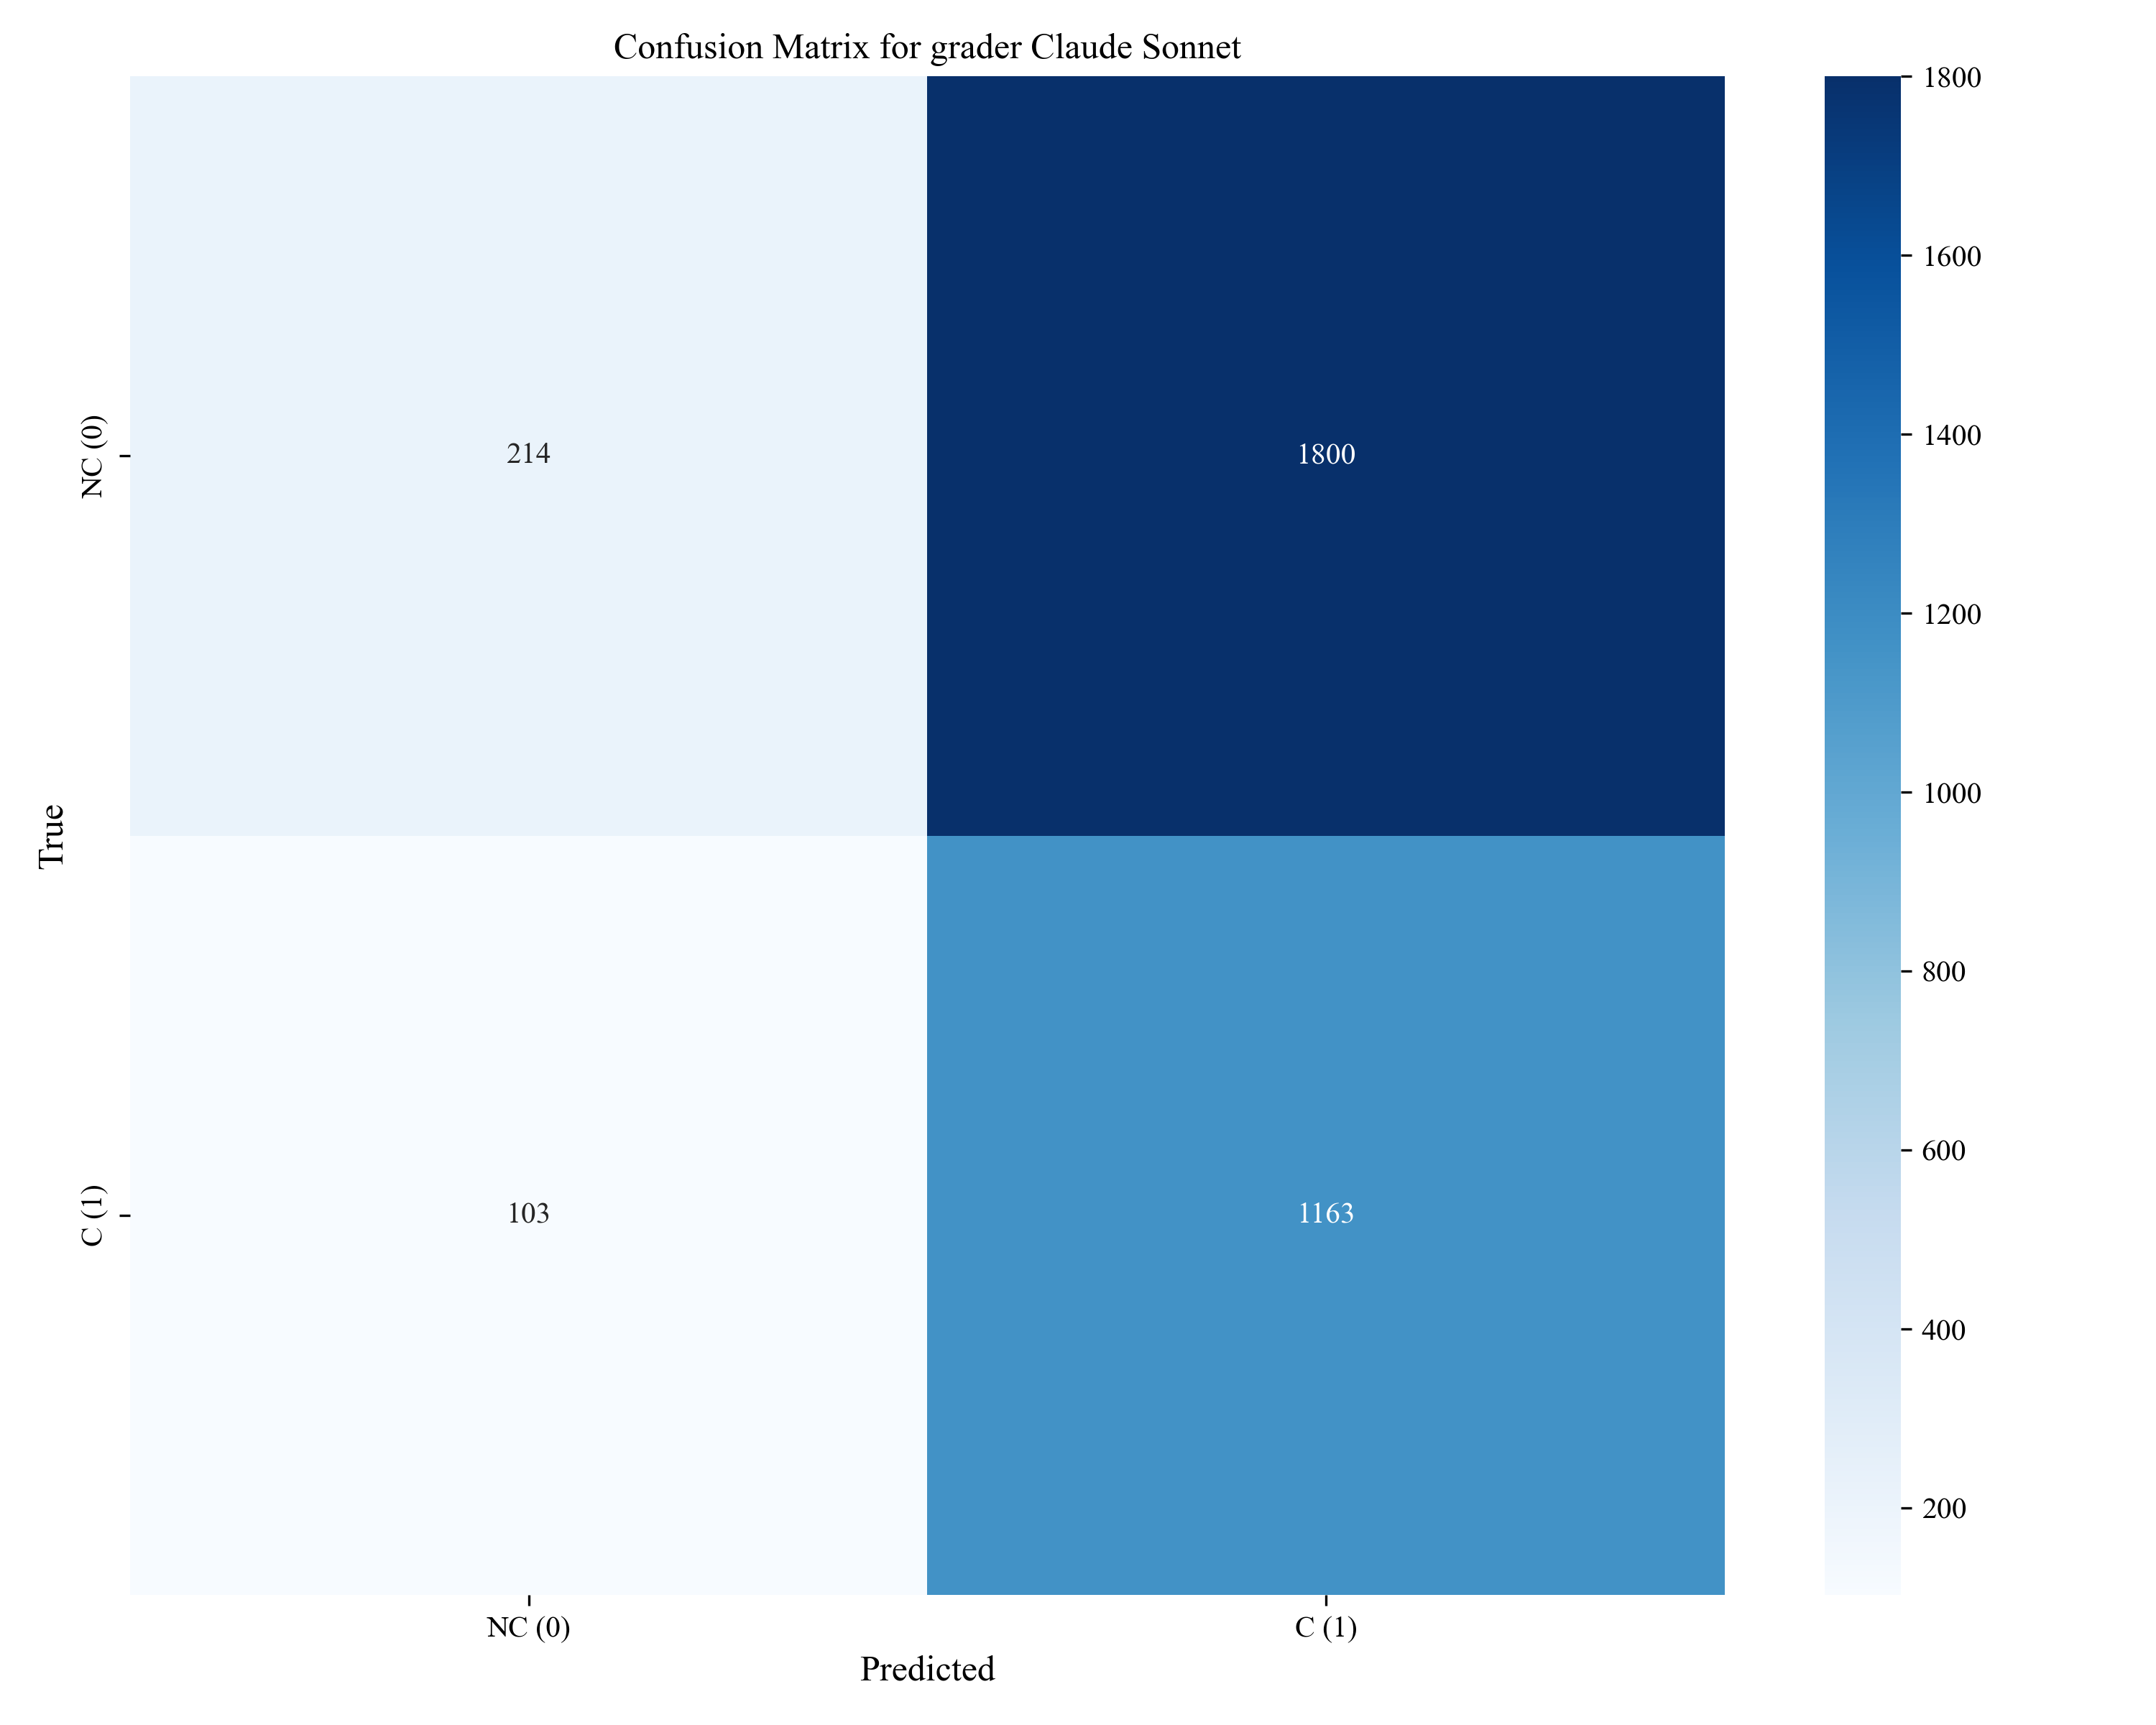 Confusion Matrix for grader Claude Sonnet
True
NC (0)
C (1)
214
1800
103
1163
NC (0)
C (1)
Predicted
1800
1600
1400
1200
1000
800
600
400
200